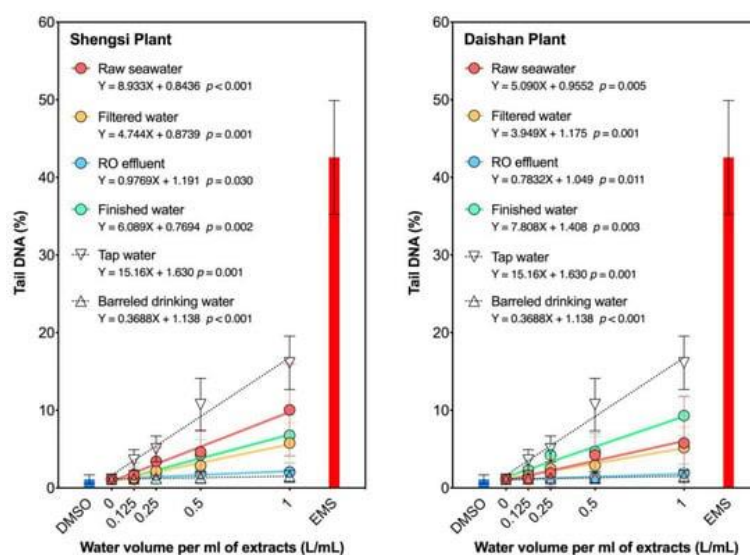 60
50
40
30
20
10
0
Tail DNA (%)
Shengsi Plant
Raw seawater
Y = 8.933X + 0.8436 p < 0.001
Filtered water
Y = 4.744X + 0.8739 p = 0.001
RO effluent
Y = 0.9769X + 1.191 p = 0.030
Finished water
Y = 6.089X + 0.7694 p = 0.002
Tap water
Y = 15.16X + 1.630 p = 0.001
Barreled drinking water
Y = 0.3688X + 1.138 p < 0.001
DMSO
0
0.125
0.25
0.5
1
EMS
Water volume per ml of extracts (L/mL)
60
50
40
30
20
10
0
Tail DNA (%)
Daishan Plant
Raw seawater
Y = 5.090X + 0.9552 p = 0.005
Filtered water
Y = 3.949X + 1.175 p = 0.001
RO effluent
Y = 0.7832X + 1.049 p = 0.011
Finished water
Y = 7.808X + 1.408 p = 0.003
Tap water
Y = 15.16X + 1.630 p = 0.001
Barreled drinking water
Y = 0.3688X + 1.138 p < 0.001
DMSO
0
0.125
0.25
0.5
1
EMS
Water volume per ml of extracts (L/mL)